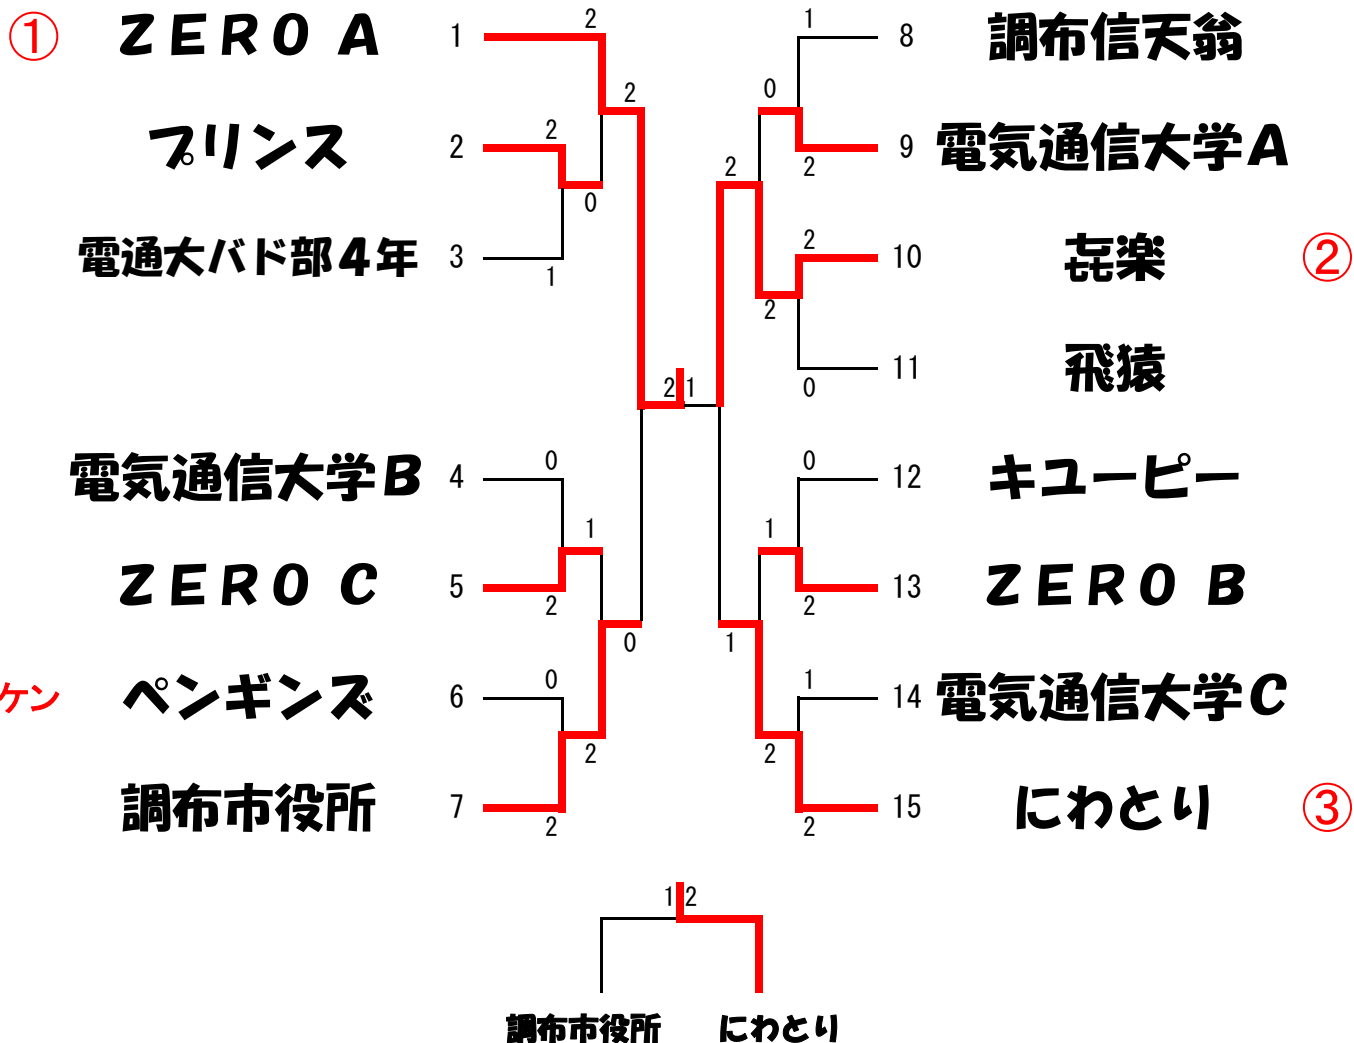 ① ZERO A 1 2 1 8 調布信天翁
2 0
プリンス 2 2 2 2 9 電気通信大学A
電通大バド部4年 3 1 0 2 10 㐂楽 ②
2
2 1 0 11 飛猿
電気通信大学B 4 0 0 12 キユーピー
1 1
ZERO C 5 2 2 13 ZERO B
0 1
ケン ペンギンズ 6 0 1 14 電気通信大学C
2 2
調布市役所 7 2 2 15 にわとり ③
1 2
調布市役所 にわとり